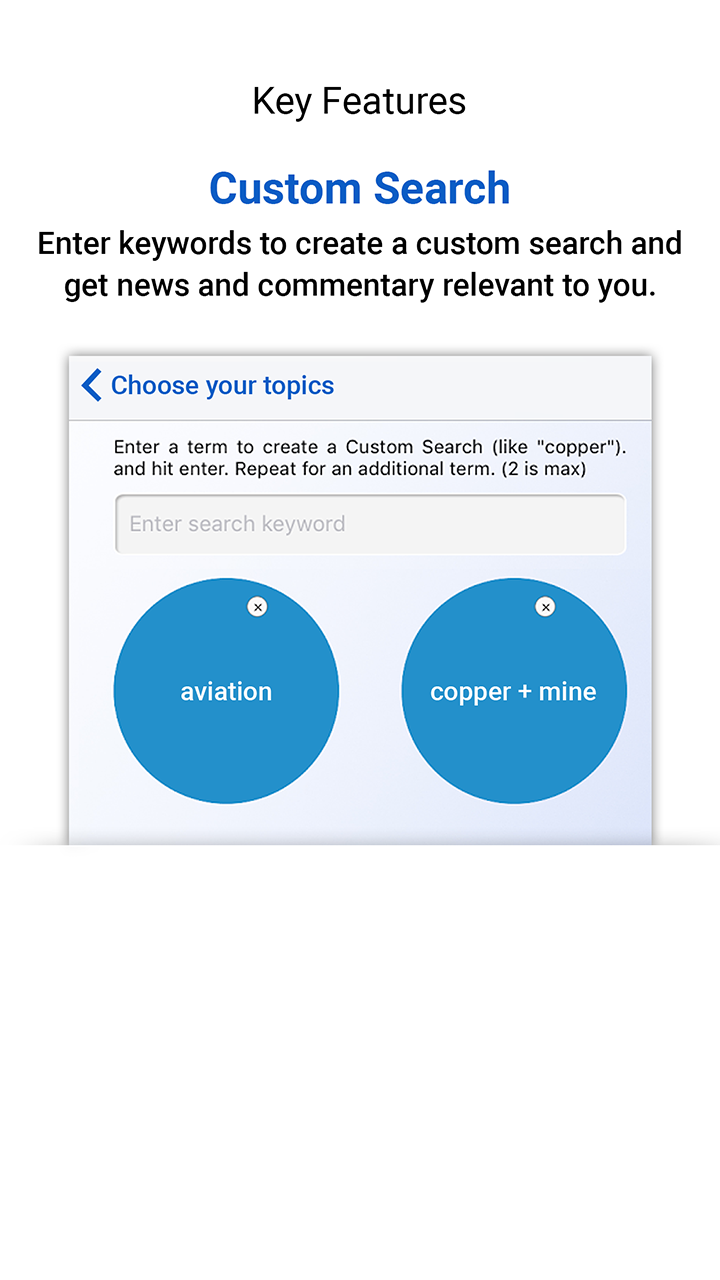 Key Features
Custom Search
Enter keywords to create a custom search and
get news and commentary relevant to you.
Choose your topics
Enter a term to create a Custom Search (like "copper").
and hit enter. Repeat for an additional term. (2 is max)
Enter search keyword
aviation
copper + mine